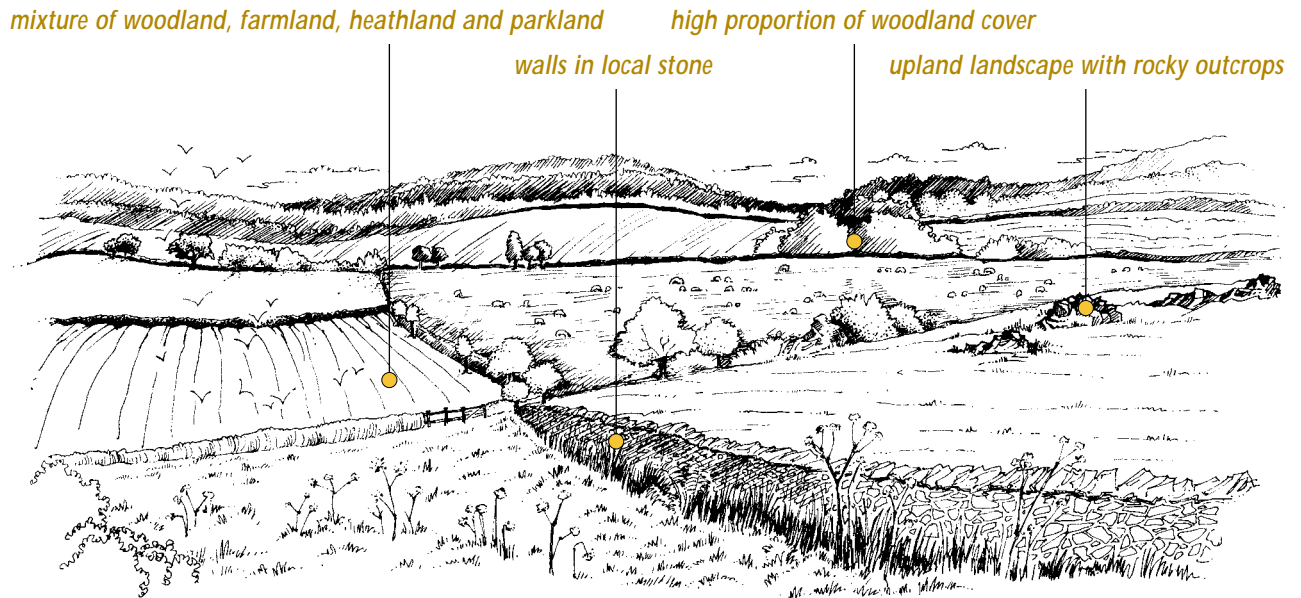 mixture of woodland, farmland, heathland and parkland
high proportion of woodland cover
walls in local stone
upland landscape with rocky outcrops